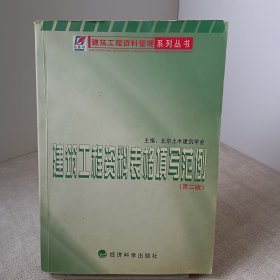 建筑工程资料管理系列丛书
主编：北京土木建筑学会
建筑工程资料表格填写范例
（第二版）
经济科学出版社